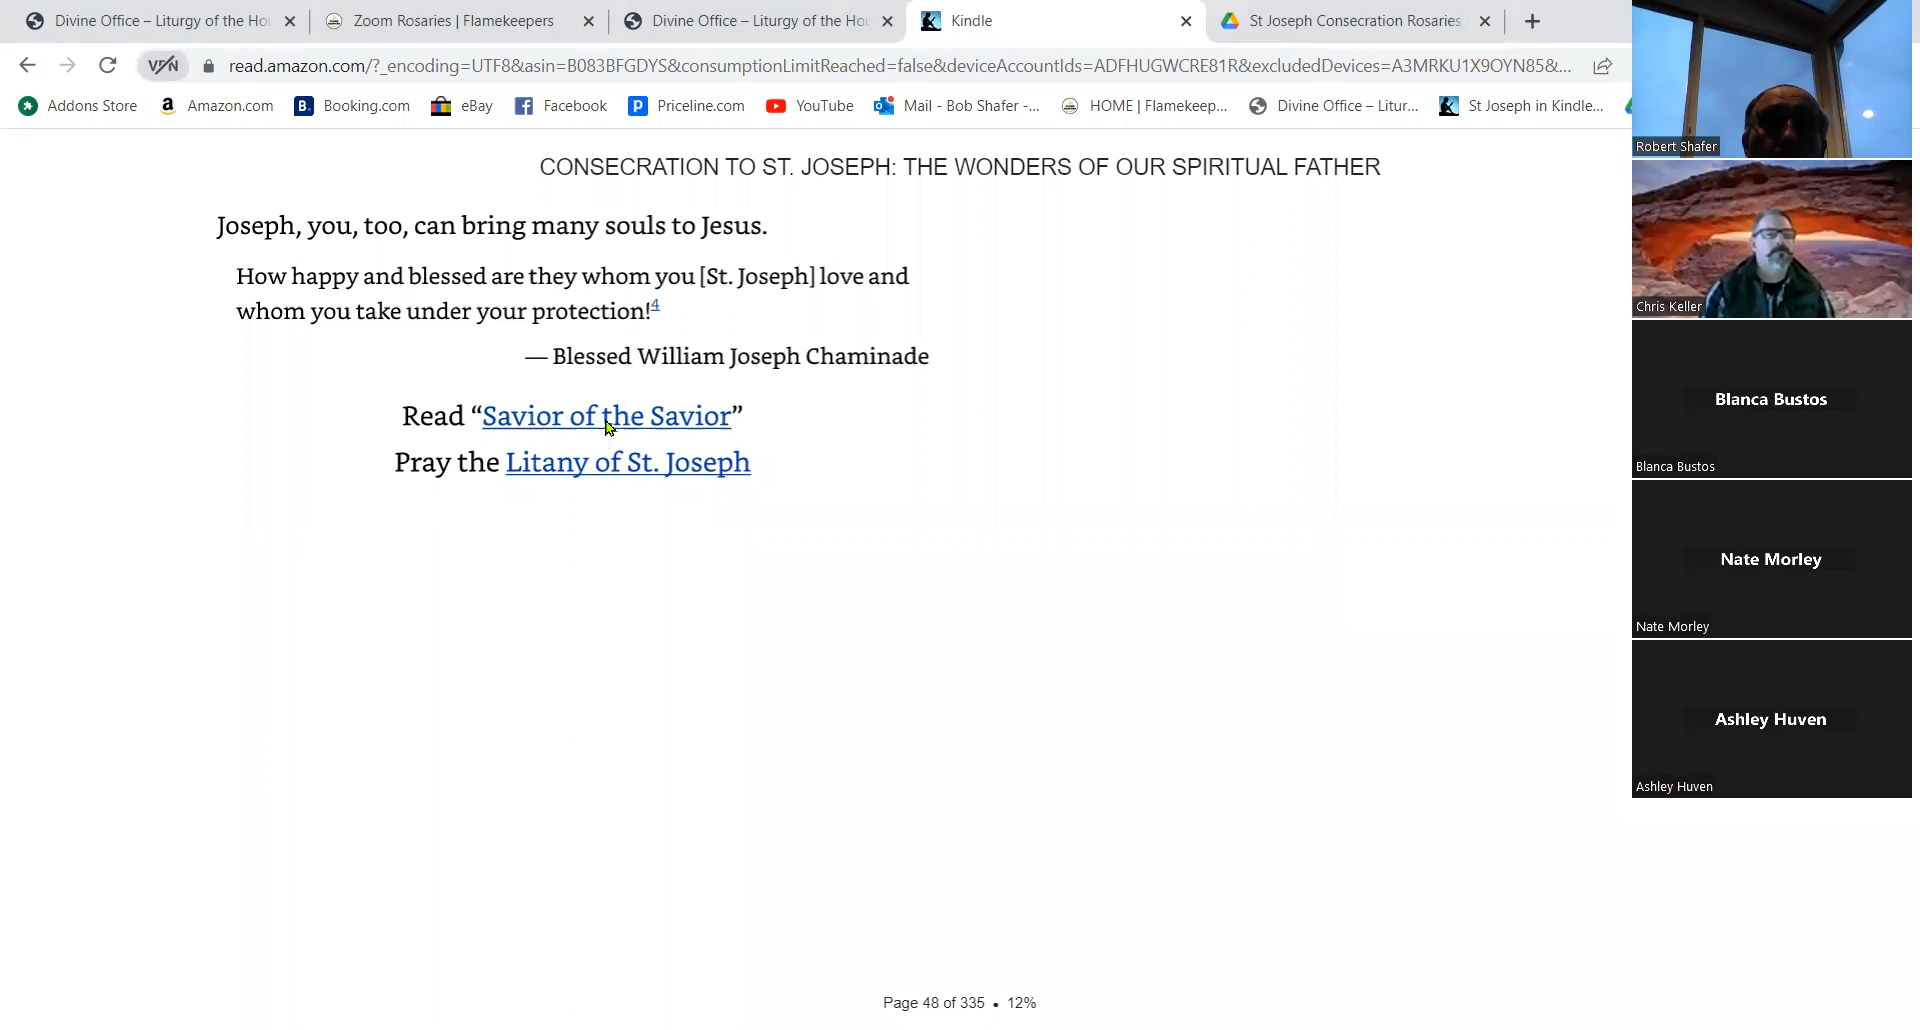 Divine Office – Liturgy of the Hou
Zoom Rosaries | Flamekeepers
Divine Office – Liturgy of the Hou
Kindle
St Joseph Consecration Rosaries
VPN
read.amazon.com/?_encoding=UTF8&asin=B083BFGDYS&consumptionLimitReached=false&deviceAccountIds=ADFHUGWCRE81R&excludedDevices=A3MRKU1X9OYN85&...
Addons Store
a Amazon.com
B. Booking.com
eBay
Facebook
P Priceline.com
YouTube
Mail - Bob Shafer -...
HOME | Flamekeep...
Divine Office – Litur...
St Joseph in Kindle...
CONSECRATION TO ST. JOSEPH: THE WONDERS OF OUR SPIRITUAL FATHER
Joseph, you, too, can bring many souls to Jesus.
How happy and blessed are they whom you [St. Joseph] love and
whom you take under your protection!4
— Blessed William Joseph Chaminade
Read “Savior of the Savior”
Pray the Litany of St. Joseph
Page 48 of 335 • 12%
Robert Shafer
Chris Keller
Blanca Bustos
Blanca Bustos
Nate Morley
Nate Morley
Ashley Huven
Ashley Huven